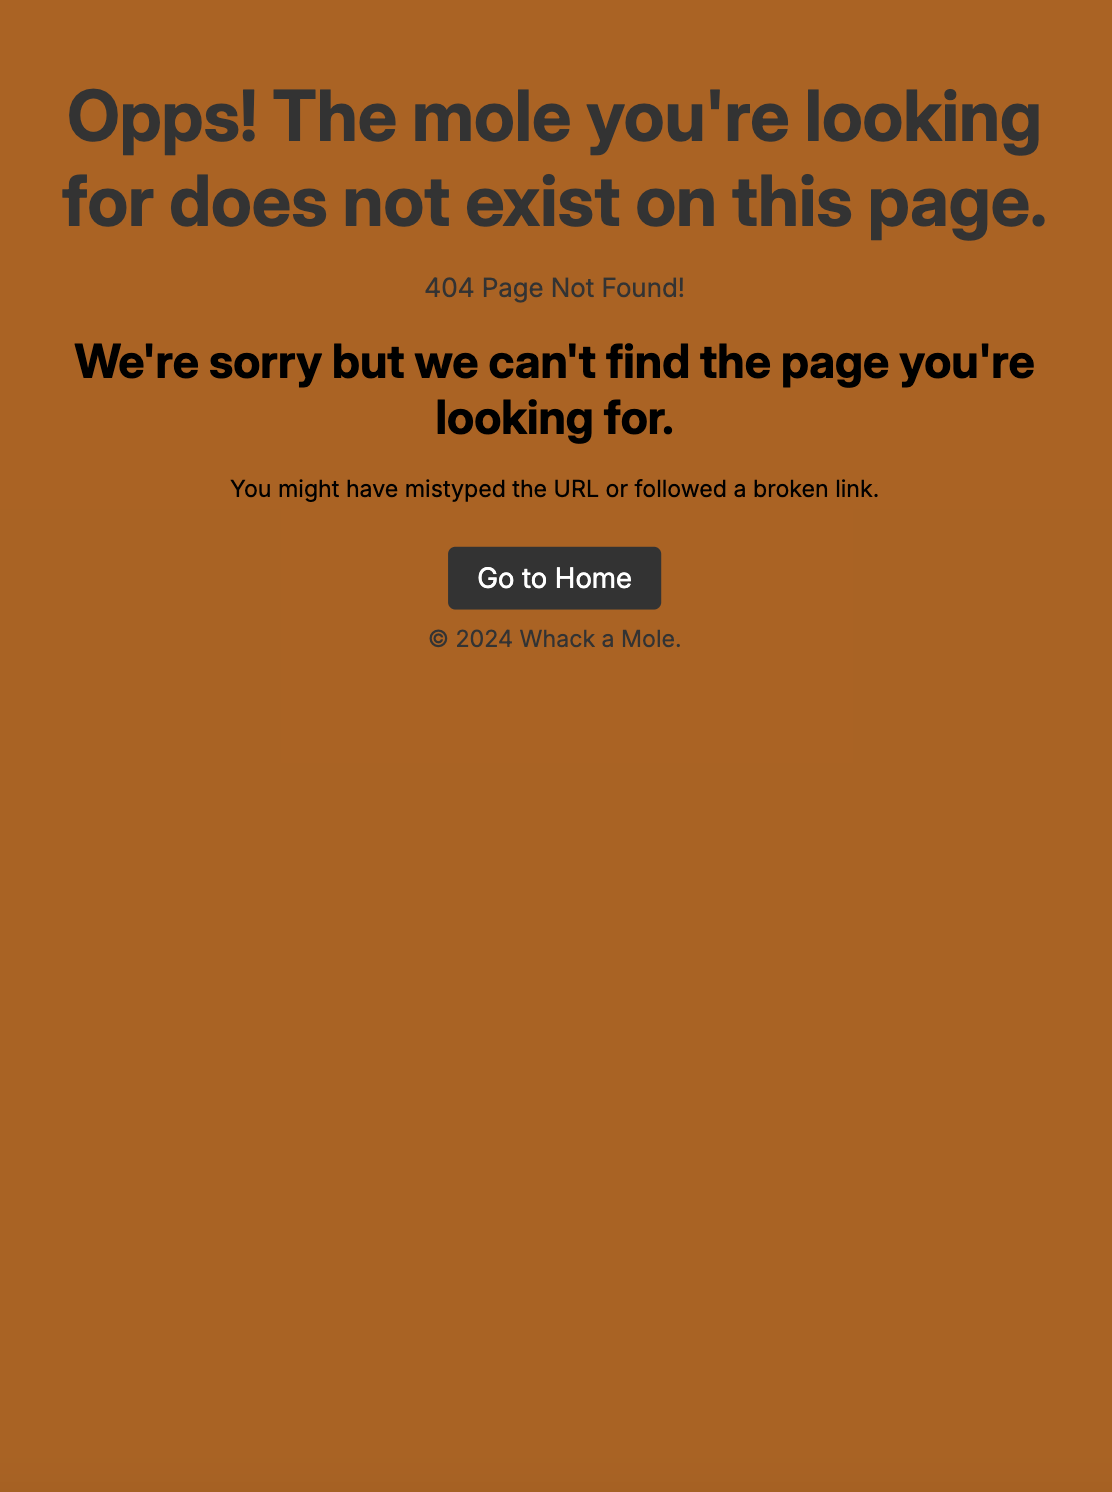 Opps! The mole you're looking
for does not exist on this page.
404 Page Not Found!
We're sorry but we can't find the page you're
looking for.
You might have mistyped the URL or followed a broken link.
Go to Home
© 2024 Whack a Mole.